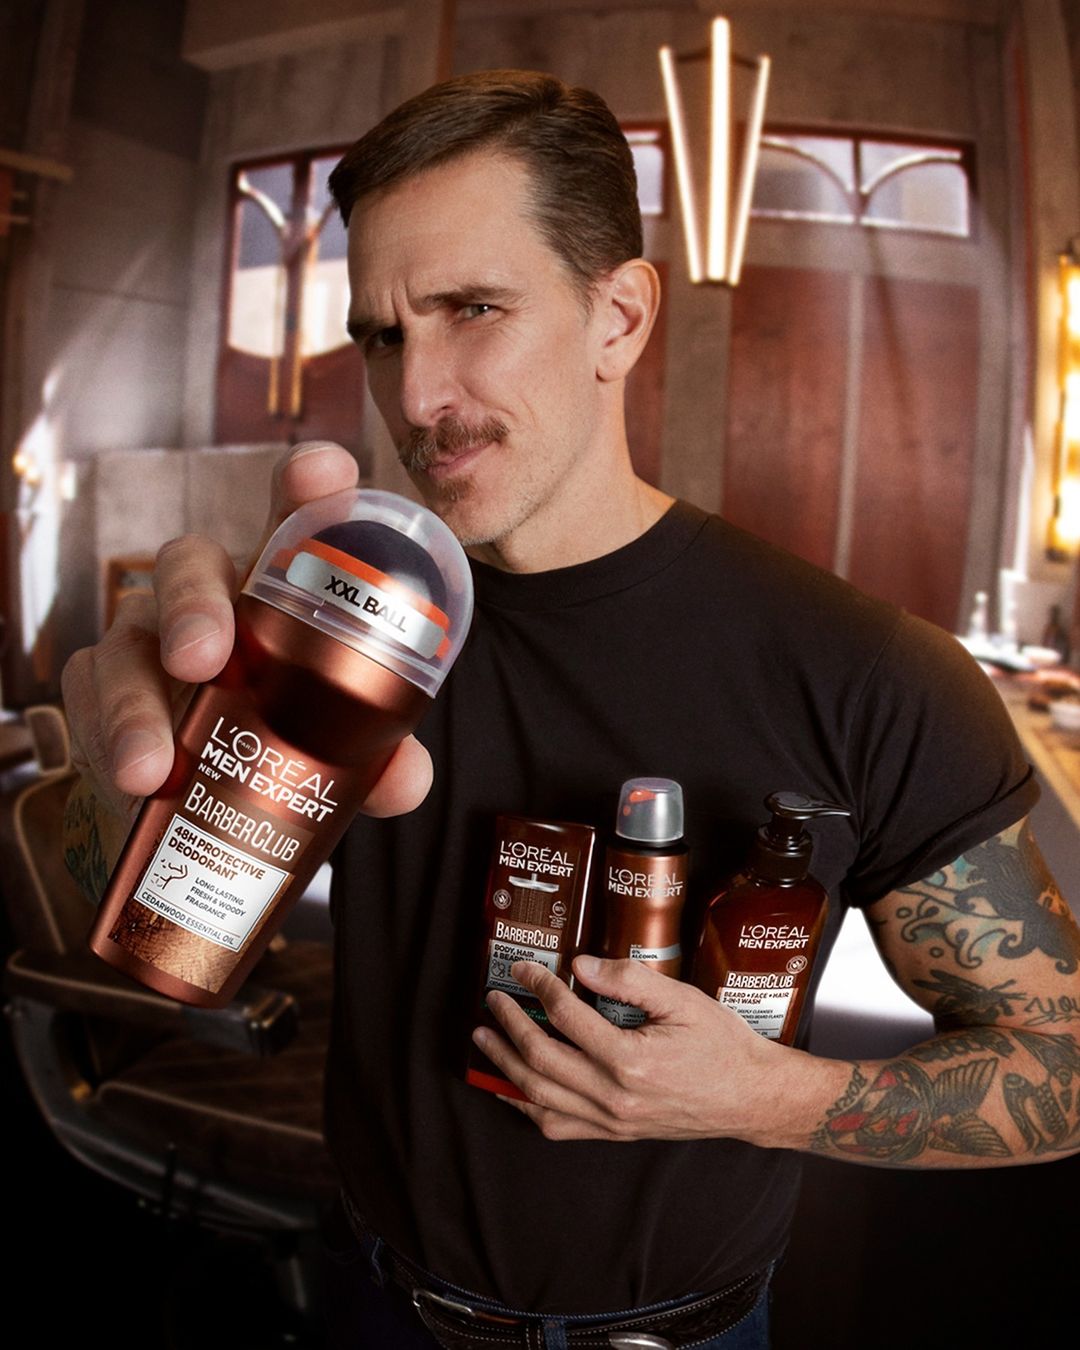 XXL BALL
L'ORÉAL
PARIS
MEN EXPERT
NEW
BARBERCLUB
48H PROTECTIVE
DEODORANT
LONG LASTING
FRESH & WOODY
FRAGRANCE
CEDARWOOD ESSENTIAL OIL
L'ORÉAL
MEN EXPERT
BARBERCLUB
BODY, HAIR
& BEARD WASH
L'ORÉAL
MEN EXPERT
0%
ALCOHOL
L'ORÉAL
MEN EXPERT
BARBERCLUB
BEARD + FACE + HAIR
3-IN-1 WASH
DEEPLY CLEANSES